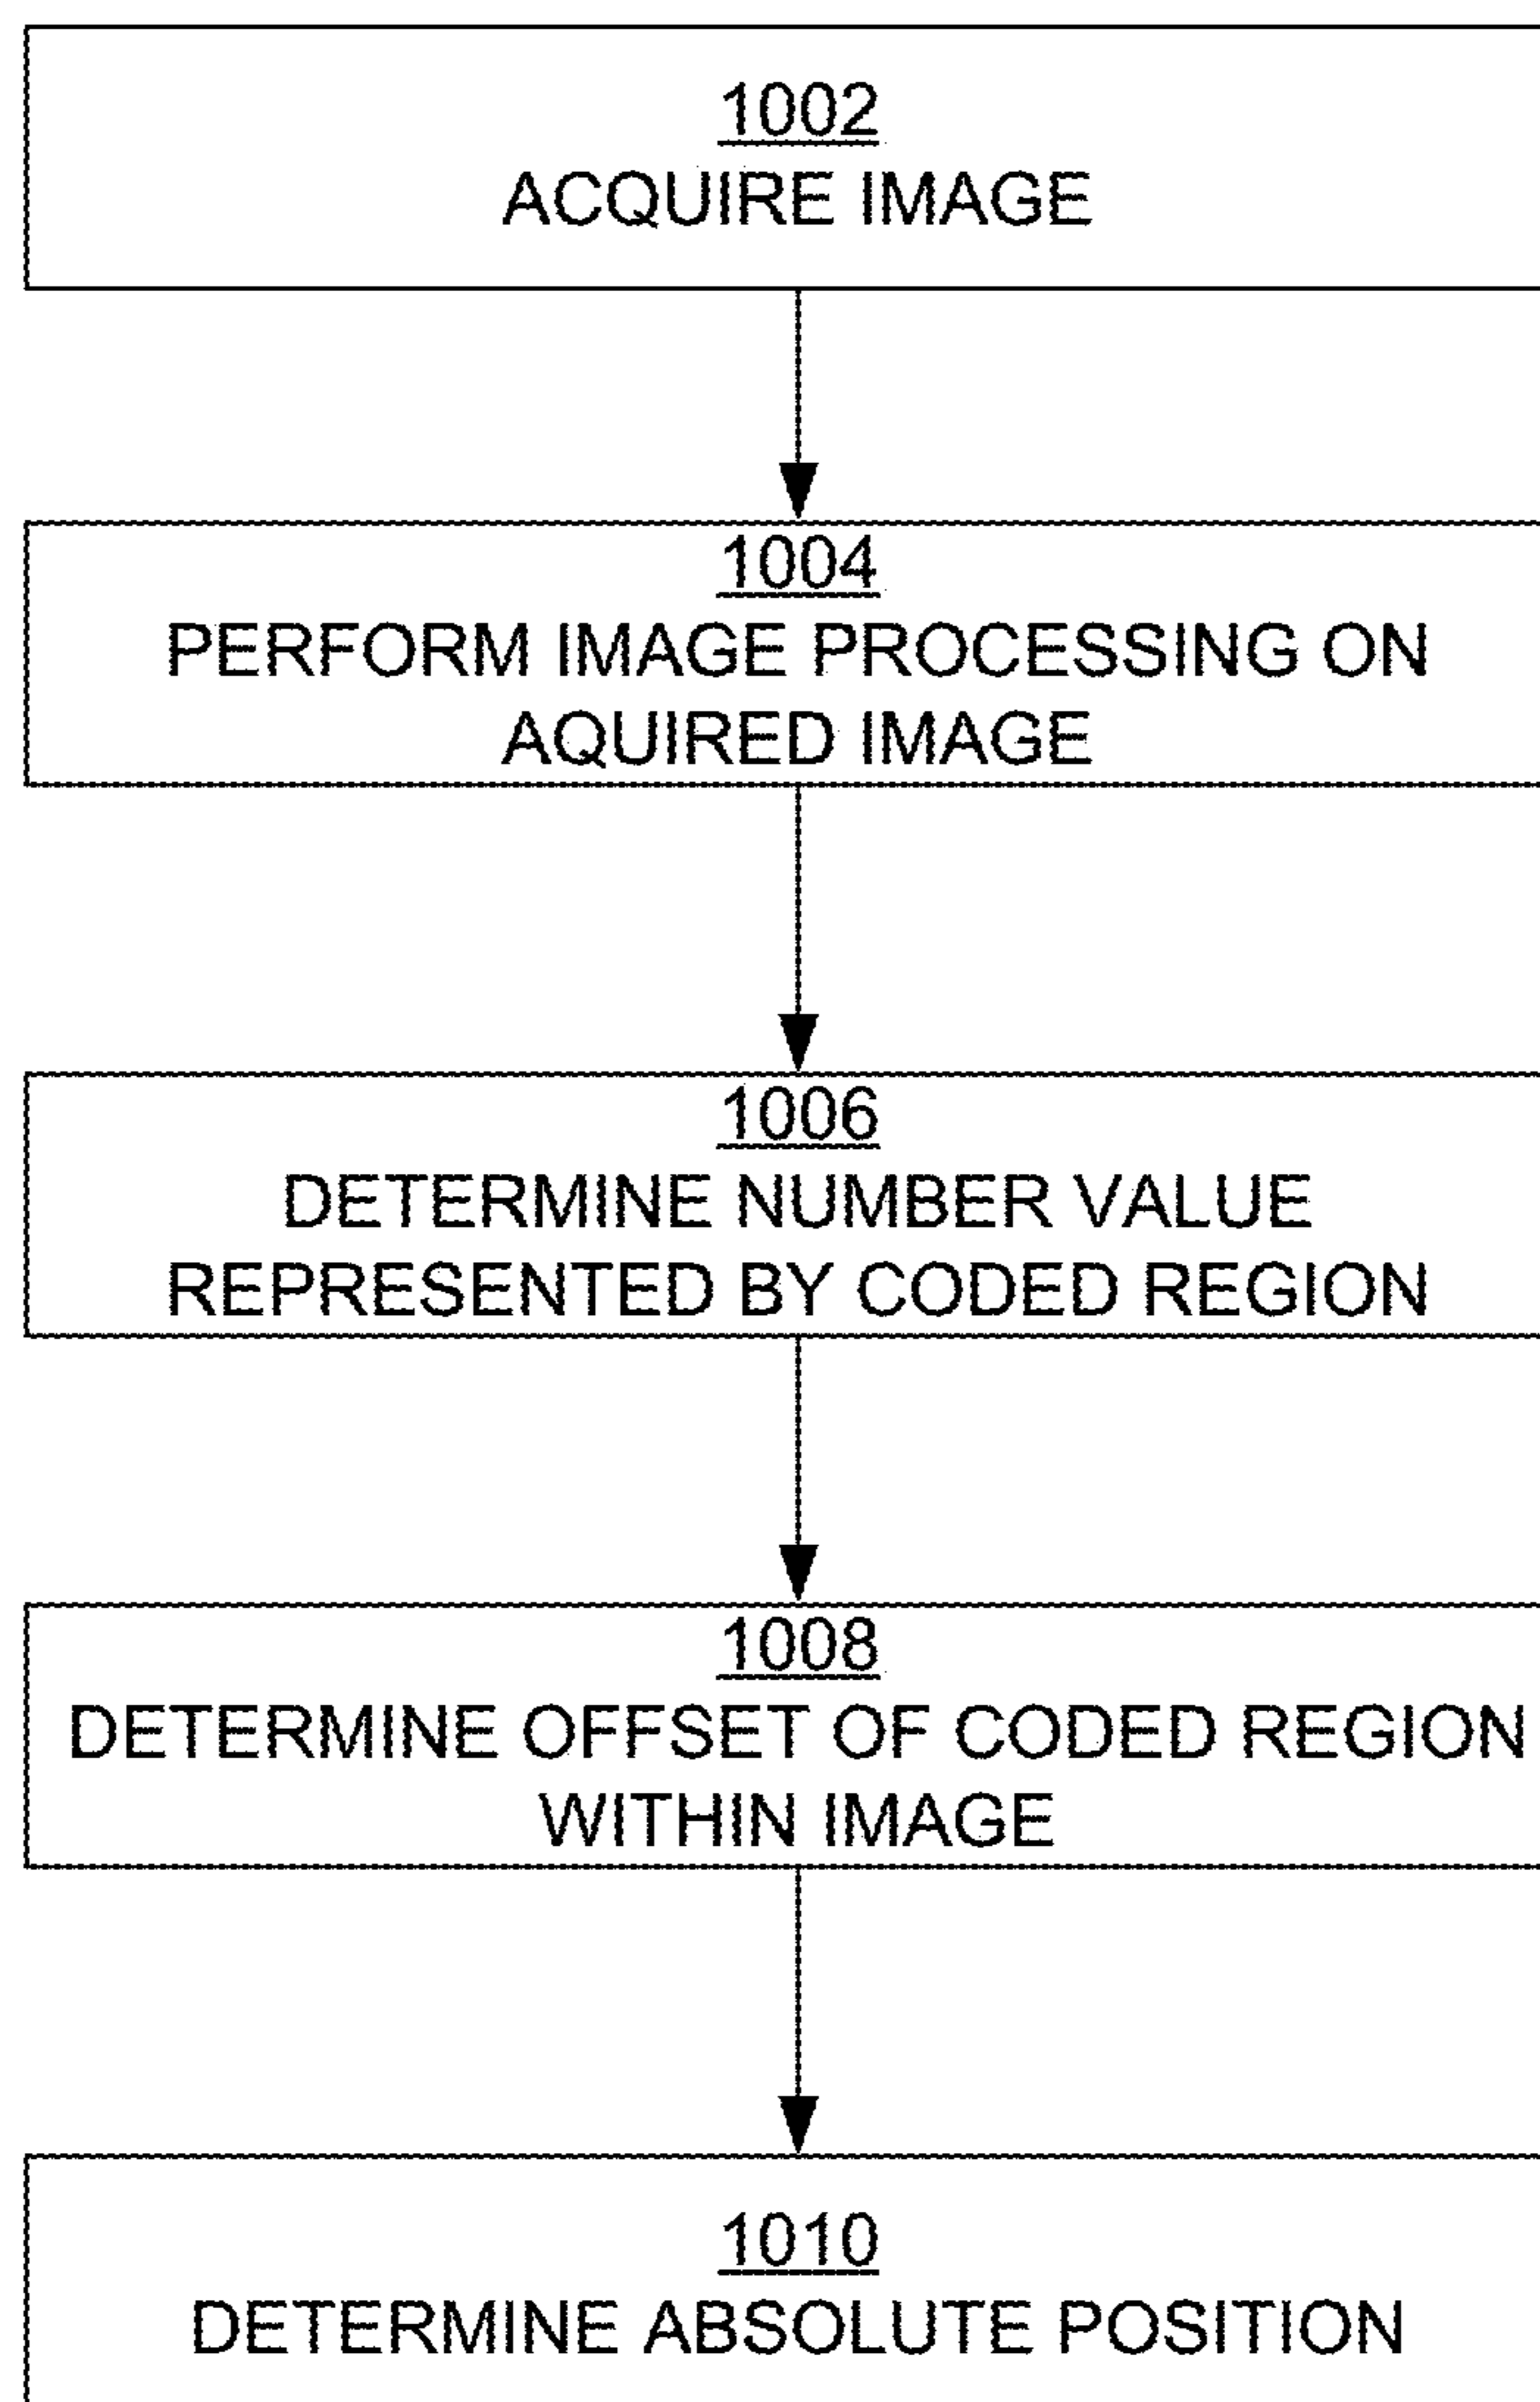 1002
ACQUIRE IMAGE
1004
PERFORM IMAGE PROCESSING ON
AQUIRED IMAGE
1006
DETERMINE NUMBER VALUE
REPRESENTED BY CODED REGION
1008
DETERMINE OFFSET OF CODED REGION
WITHIN IMAGE
1010
DETERMINE ABSOLUTE POSITION